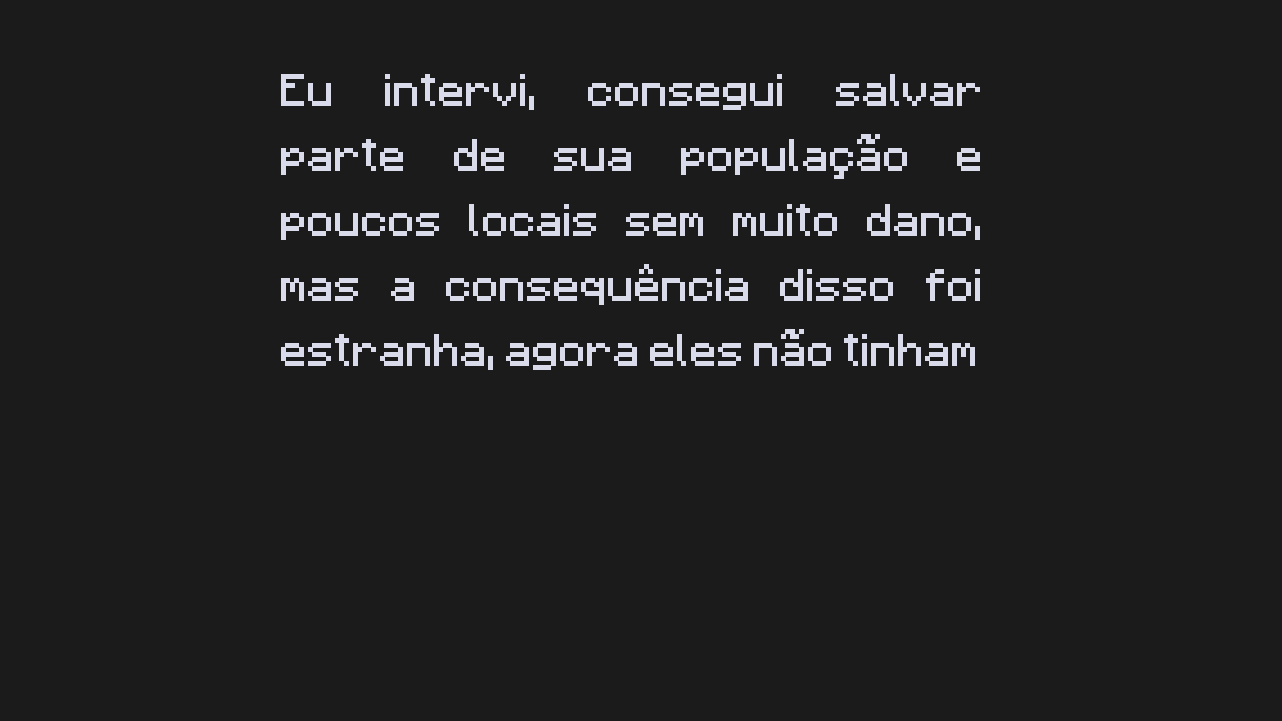 Eu intervi, consegui salvar
parte de sua população e
poucos locais sem muito dano,
mas a consequência disso foi
estranha, agora eles não tinham